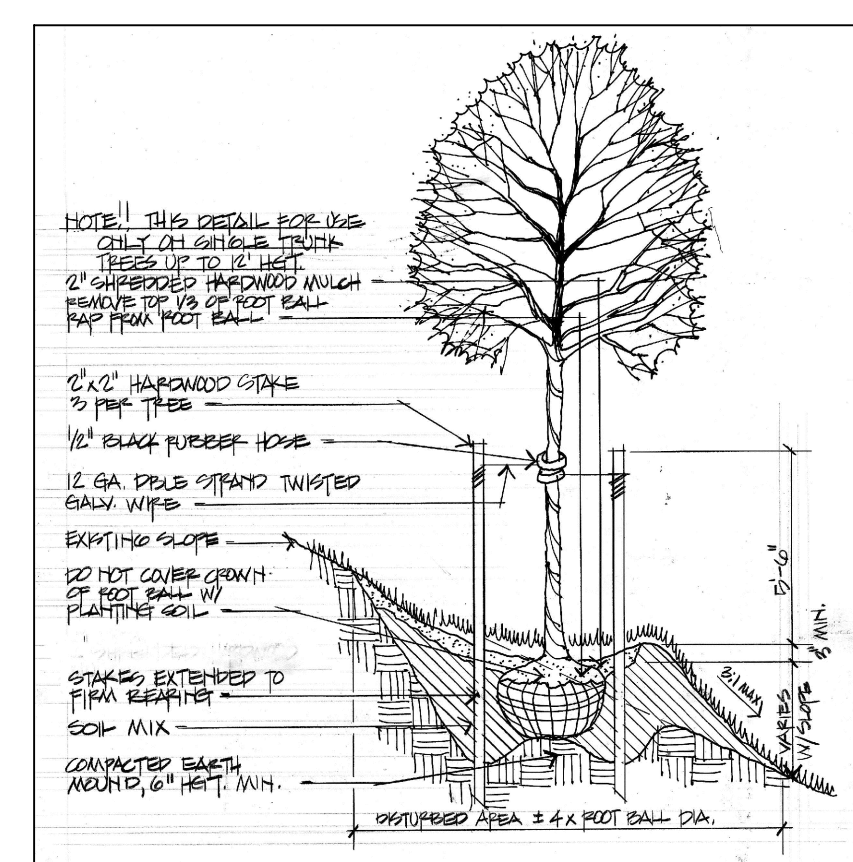 NOTE!! THIS DETAIL FOR USE
ONLY ON SINGLE TRUNK
TREES UP TO 12' HGT.
2" SHREDDED HARDWOOD MULCH
REMOVE TOP 1/3 OF ROOT BALL
RAP FROM ROOT BALL
2"x2" HARDWOOD STAKE
3 PER TREE
1/2" BLACK RUBBER HOSE
12 GA. DBLE STRAND TWISTED
GALV. WIRE
EXISTING SLOPE
DO NOT COVER CROWN
OF ROOT BALL W/
PLANTING SOIL
STAKES EXTENDED TO
FIRM BEARING
SOIL MIX
COMPACTED EARTH
MOUND, 6" HGT. MIN.
5'-6"
3" MIN.
VARIES
W/ SLOPE
3:1 MAX
DISTURBED AREA ± 4 x ROOT BALL DIA.